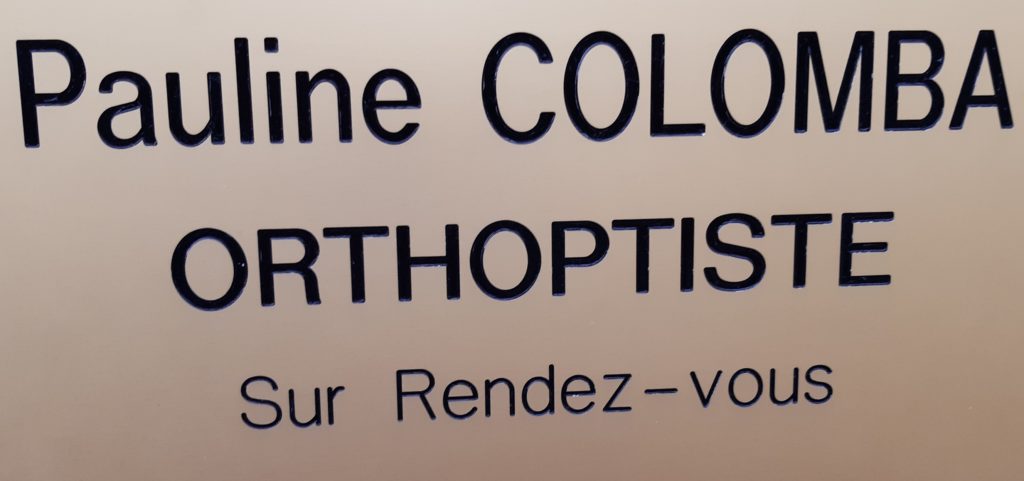 Pauline COLOMBA
ORTHOPTISTE
Sur Rendez-vous